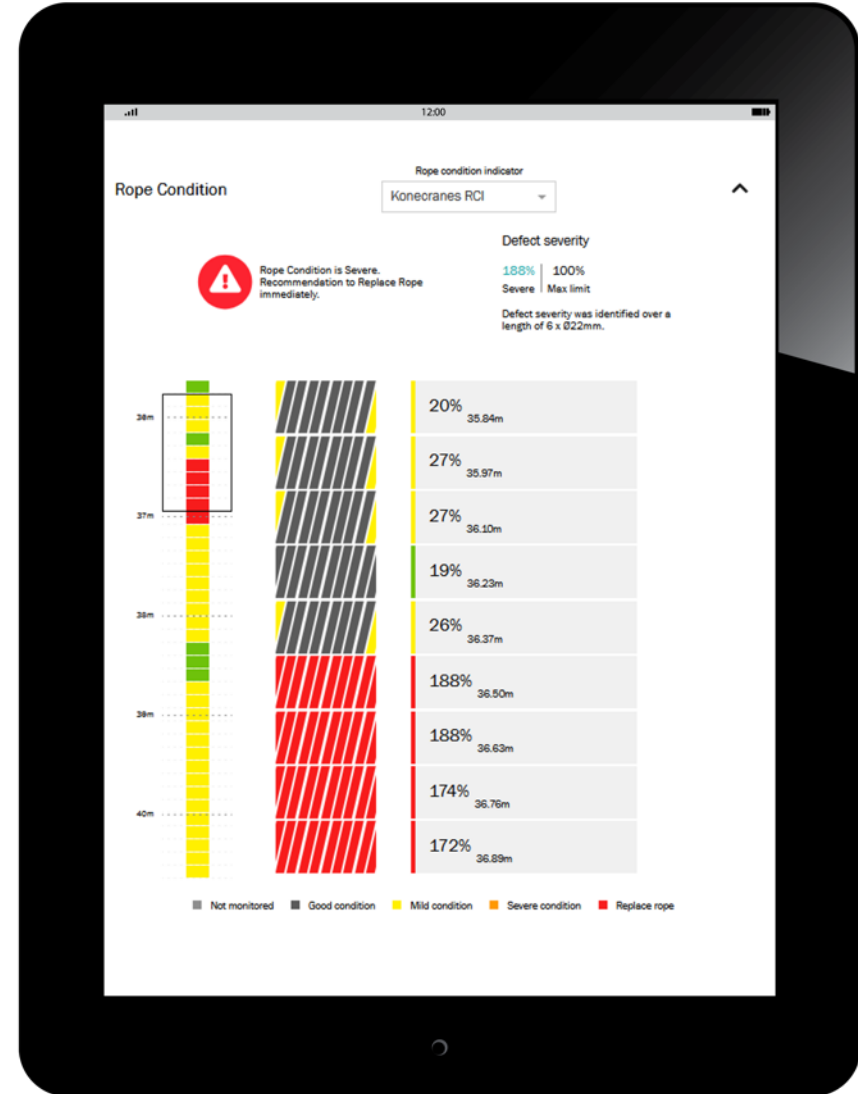 12:00
Rope condition indicator
Rope Condition
Konecranes RCI
Defect severity
188% 100%
Severe Max limit
Rope Condition is Severe.
Recommendation to Replace Rope
immediately.
Defect severity was identified over a
length of 6 x Ø22mm.
36m
37m
38m
39m
40m
20% 35.84m
27% 35.97m
27% 36.10m
19% 36.23m
26% 36.37m
188% 36.50m
188% 36.63m
174% 36.76m
172% 36.89m
Not monitored Good condition Mild condition Severe condition Replace rope